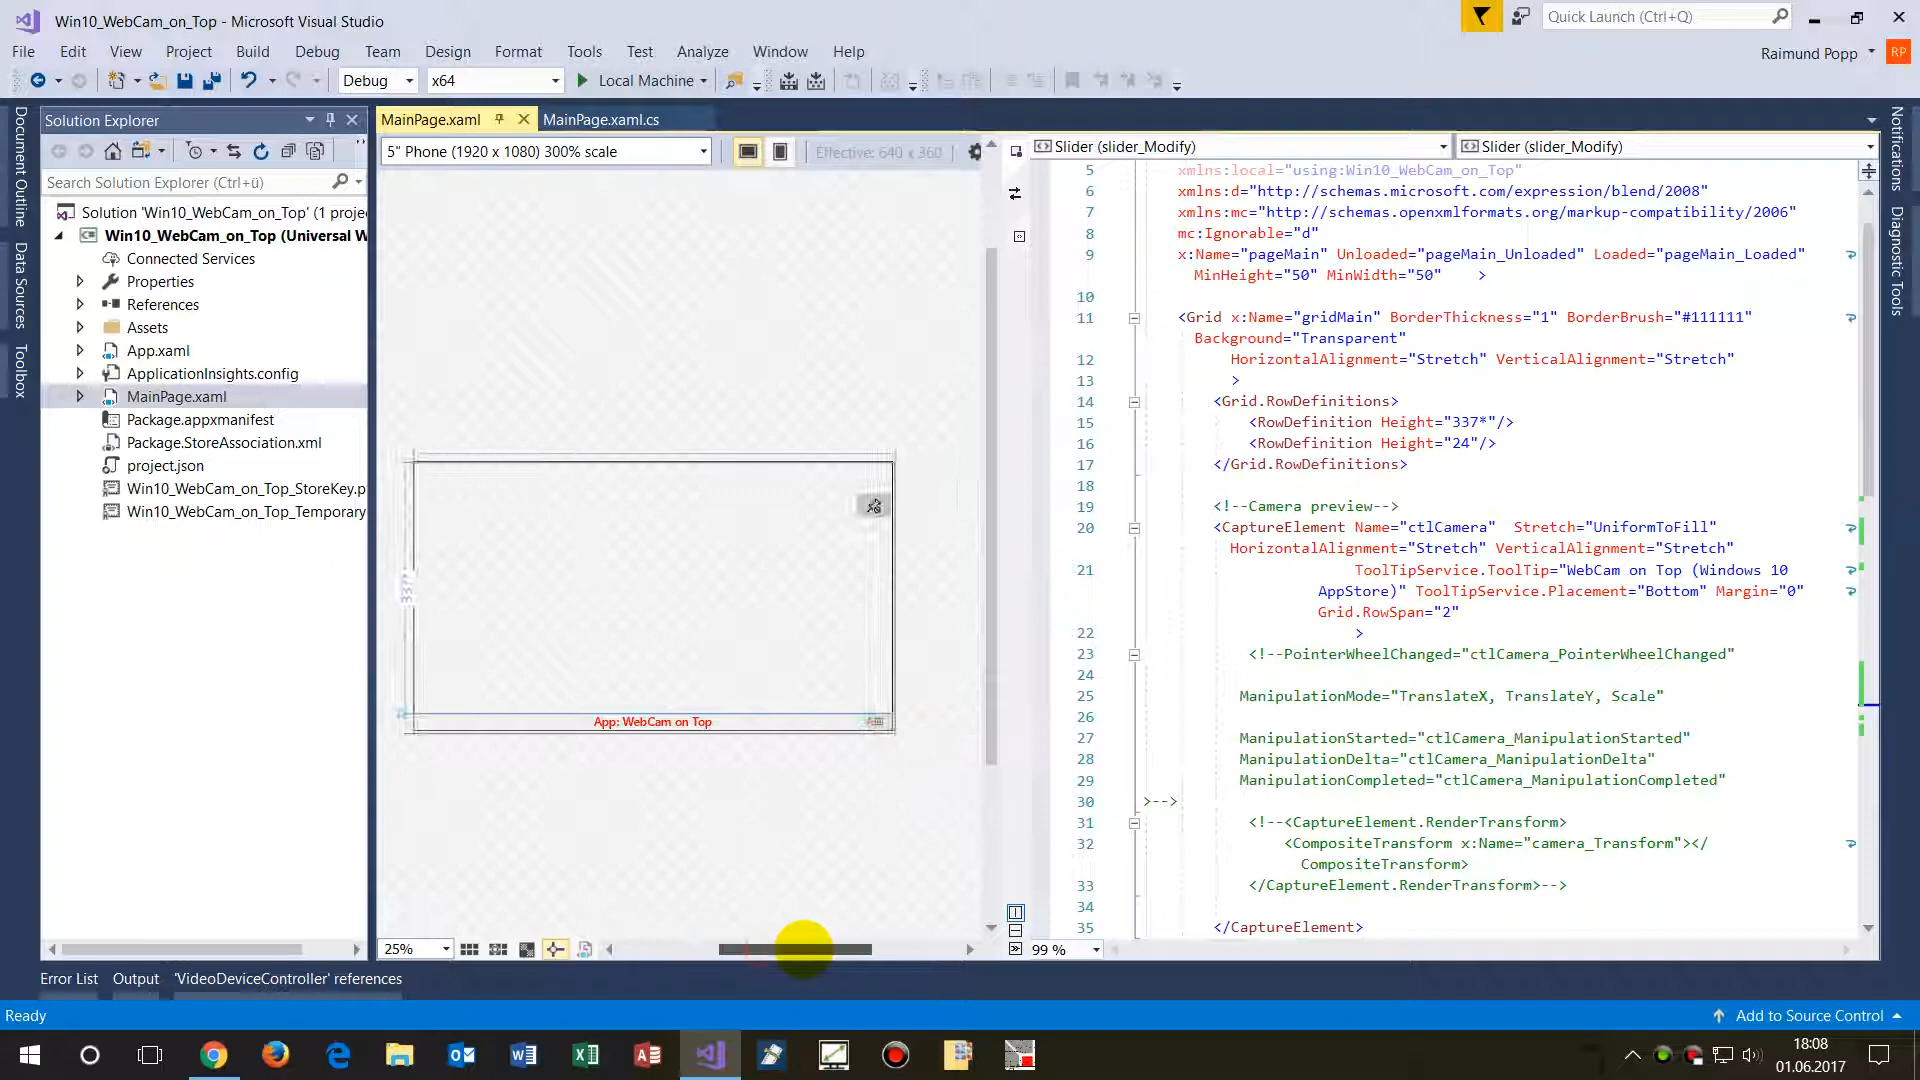 Win10_WebCam_on_Top - Microsoft Visual Studio
Quick Launch (Ctrl+Q)
File Edit View Project Build Debug Team Design Format Tools Test Analyze Window Help
Raimund Popp RP
Debug x64 Local Machine
Document Outline
Data Sources
Toolbox
Solution Explorer
Search Solution Explorer (Ctrl+ü)
Solution 'Win10_WebCam_on_Top' (1 proje
Win10_WebCam_on_Top (Universal W
Connected Services
Properties
References
Assets
App.xaml
ApplicationInsights.config
MainPage.xaml
Package.appxmanifest
Package.StoreAssociation.xml
project.json
Win10_WebCam_on_Top_StoreKey.p
Win10_WebCam_on_Top_Temporary
MainPage.xaml MainPage.xaml.cs
5" Phone (1920 x 1080) 300% scale
Effective: 640 x 360
337*
App: WebCam on Top
25%
Slider (slider_Modify) Slider (slider_Modify)
5 xmlns:local="using:Win10_WebCam_on_Top"
6 xmlns:d="http://schemas.microsoft.com/expression/blend/2008"
7 xmlns:mc="http://schemas.openxmlformats.org/markup-compatibility/2006"
8 mc:Ignorable="d"
9 x:Name="pageMain" Unloaded="pageMain_Unloaded" Loaded="pageMain_Loaded"
MinHeight="50" MinWidth="50" >
10
11 <Grid x:Name="gridMain" BorderThickness="1" BorderBrush="#111111"
Background="Transparent"
12 HorizontalAlignment="Stretch" VerticalAlignment="Stretch"
13 >
14 <Grid.RowDefinitions>
15 <RowDefinition Height="337*"/>
16 <RowDefinition Height="24"/>
17 </Grid.RowDefinitions>
18
19 <!--Camera preview-->
20 <CaptureElement Name="ctlCamera" Stretch="UniformToFill"
HorizontalAlignment="Stretch" VerticalAlignment="Stretch"
21 ToolTipService.ToolTip="WebCam on Top (Windows 10
AppStore)" ToolTipService.Placement="Bottom" Margin="0"
Grid.RowSpan="2"
22 >
23 <!--PointerWheelChanged="ctlCamera_PointerWheelChanged"
24
25 ManipulationMode="TranslateX, TranslateY, Scale"
26
27 ManipulationStarted="ctlCamera_ManipulationStarted"
28 ManipulationDelta="ctlCamera_ManipulationDelta"
29 ManipulationCompleted="ctlCamera_ManipulationCompleted"
30 >-->
31 <!--<CaptureElement.RenderTransform>
32 <CompositeTransform x:Name="camera_Transform"></
CompositeTransform>
33 </CaptureElement.RenderTransform>-->
34
35 </CaptureElement>
99 %
Notifications
Diagnostic Tools
Error List Output 'VideoDeviceController' references
Ready
Add to Source Control
18:08
01.06.2017